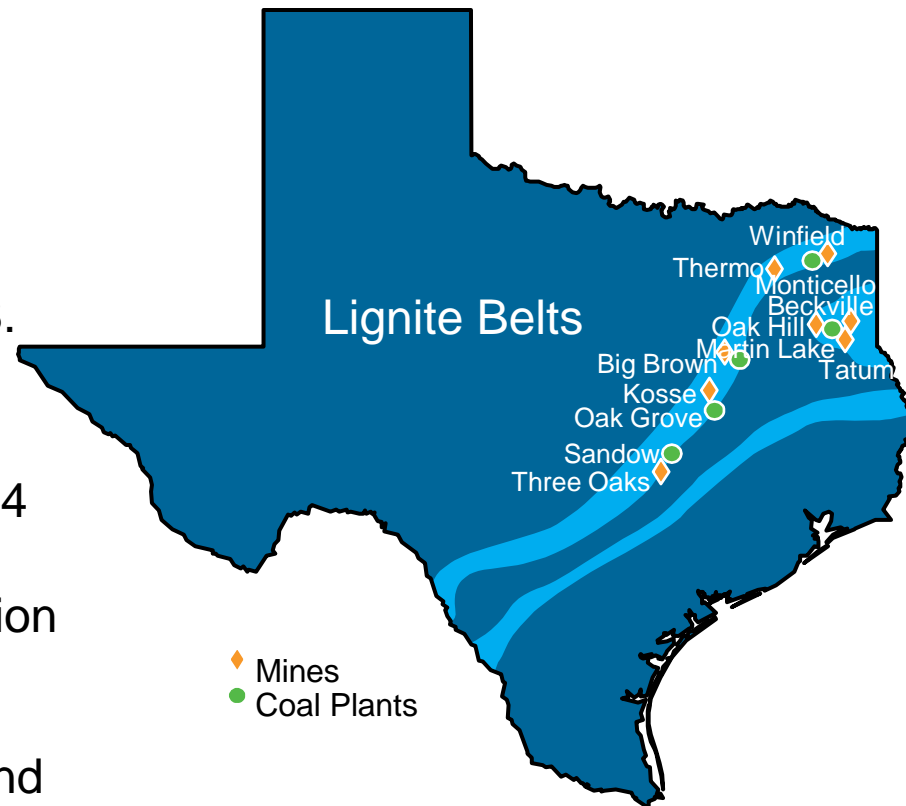 Winfield
Thermo
Monticello
Beckville
s.
Lignite Belts
Oak Hill
Martin Lake
Big Brown
Tatum
Kosse
Oak Grove
Sandow
Three Oaks
4
ion
Mines
Coal Plants
nd